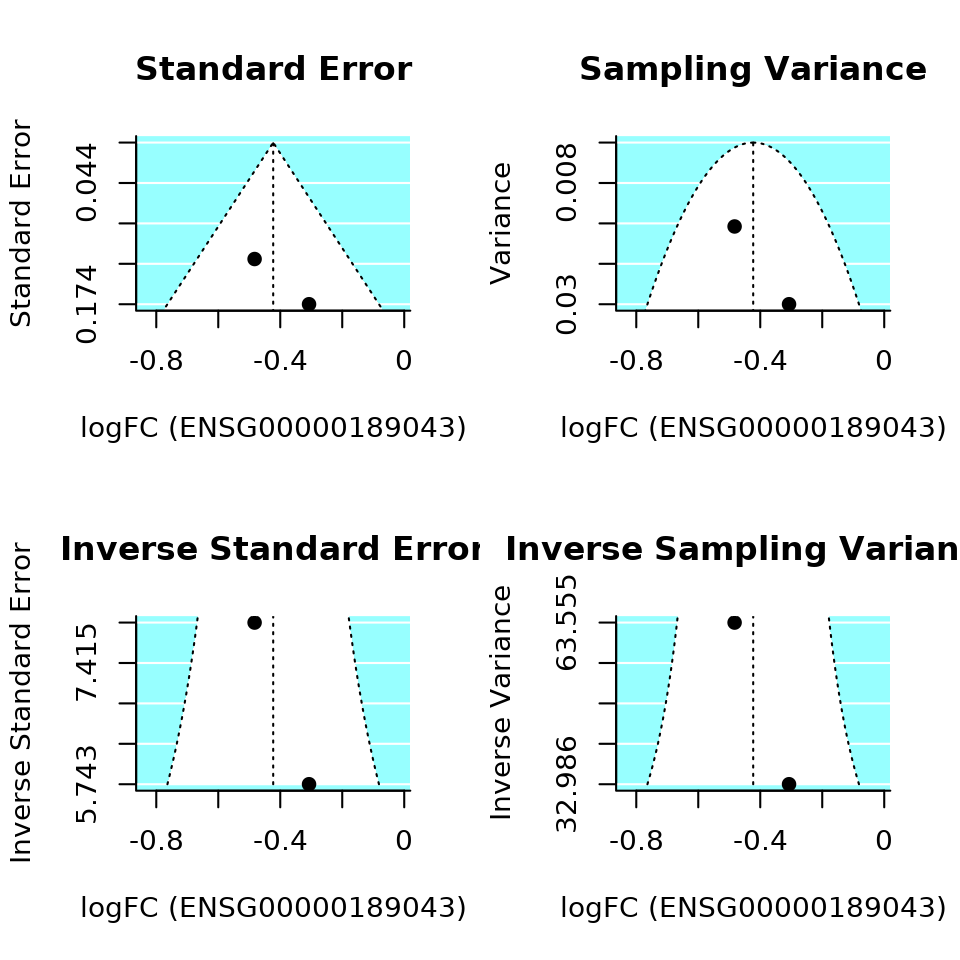 Standard Error
Standard Error
0.044
0.174
-0.8 -0.4 0
logFC (ENSG00000189043)
Sampling Variance
Variance
0.008
0.03
-0.8 -0.4 0
logFC (ENSG00000189043)
Inverse Standard Error
Inverse Standard Error
7.415
5.743
-0.8 -0.4 0
logFC (ENSG00000189043)
Inverse Sampling Varian
Inverse Variance
63.555
32.986
-0.8 -0.4 0
logFC (ENSG00000189043)